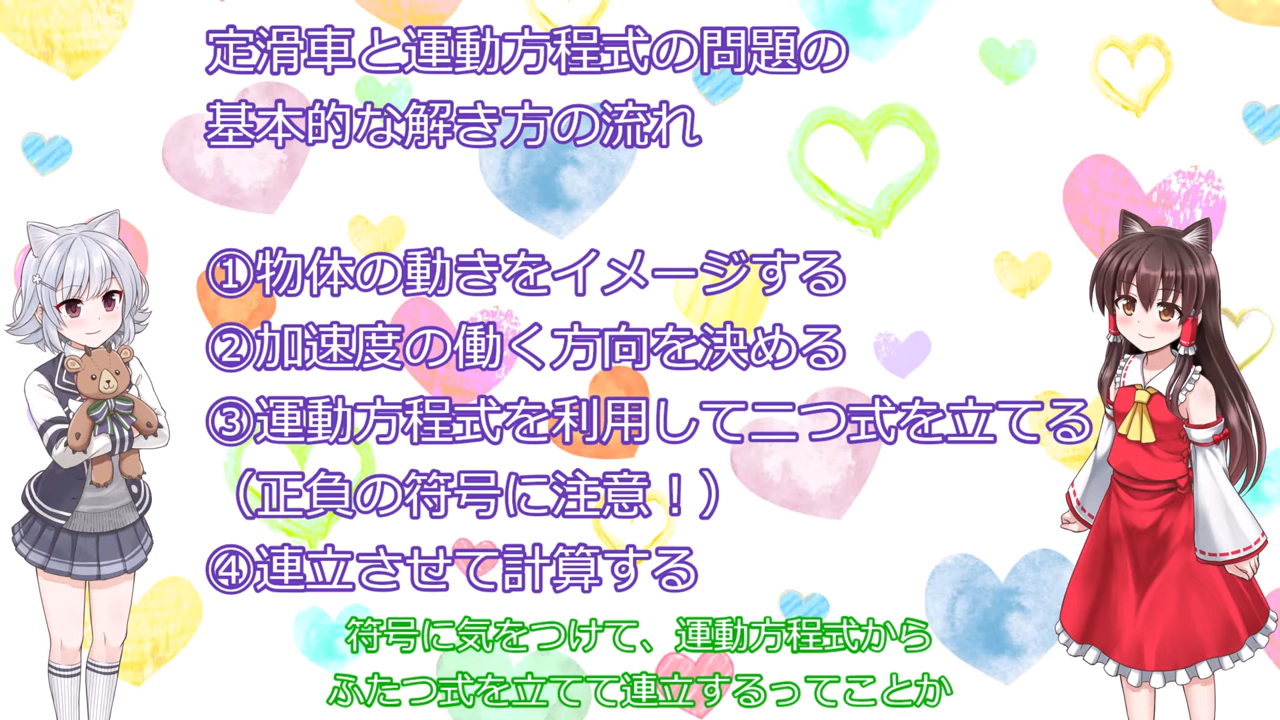 定滑車と運動方程式の問題の
基本的な解き方の流れ
①物体の動きをイメージする
②加速度の働く方向を決める
③運動方程式を利用して二つ式を立てる
（正負の符号に注意！）
④連立させて計算する
符号に気をつけて、運動方程式から
ふたつ式を立てて連立するってことか